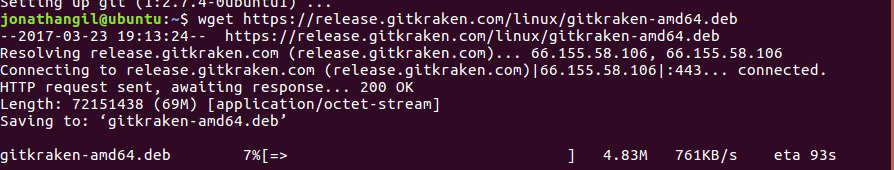 Setting up git (1:2.7.4-0ubuntu1) ...
jonathangil@ubuntu:~$ wget https://release.gitkraken.com/linux/gitkraken-amd64.deb
--2017-03-23 19:13:24--  https://release.gitkraken.com/linux/gitkraken-amd64.deb
Resolving release.gitkraken.com (release.gitkraken.com)... 66.155.58.106, 66.155.58.106
Connecting to release.gitkraken.com (release.gitkraken.com)|66.155.58.106|:443... connected.
HTTP request sent, awaiting response... 200 OK
Length: 72151438 (69M) [application/octet-stream]
Saving to: ‘gitkraken-amd64.deb’
gitkraken-amd64.deb         7%[=>                                  ]   4.83M   761KB/s    eta 93s